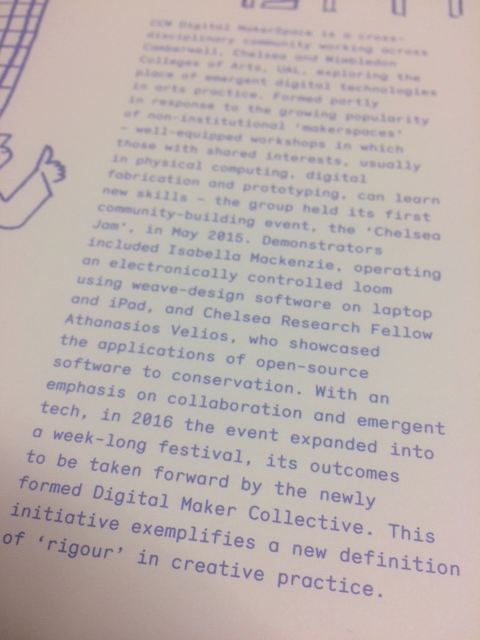 CCW Digital MakerSpace is a cross-
disciplinary community working across
Camberwell, Chelsea and Wimbledon
Colleges of Arts, UAL, exploring the
place of emergent digital technologies
in arts practice. Formed partly
in response to the growing popularity
of non-institutional 'makerspaces'
– well-equipped workshops in which
those with shared interests, usually
in physical computing, digital
fabrication and prototyping, can learn
new skills – the group held its first
community-building event, the 'Chelsea
Jam', in May 2015. Demonstrators
included Isabella Mackenzie, operating
an electronically controlled loom
using weave-design software on laptop
and iPad, and Chelsea Research Fellow
Athanasios Velios, who showcased
the applications of open-source
software to conservation. With an
emphasis on collaboration and emergent
tech, in 2016 the event expanded into
a week-long festival, its outcomes
to be taken forward by the newly
formed Digital Maker Collective. This
initiative exemplifies a new definition
of 'rigour' in creative practice.